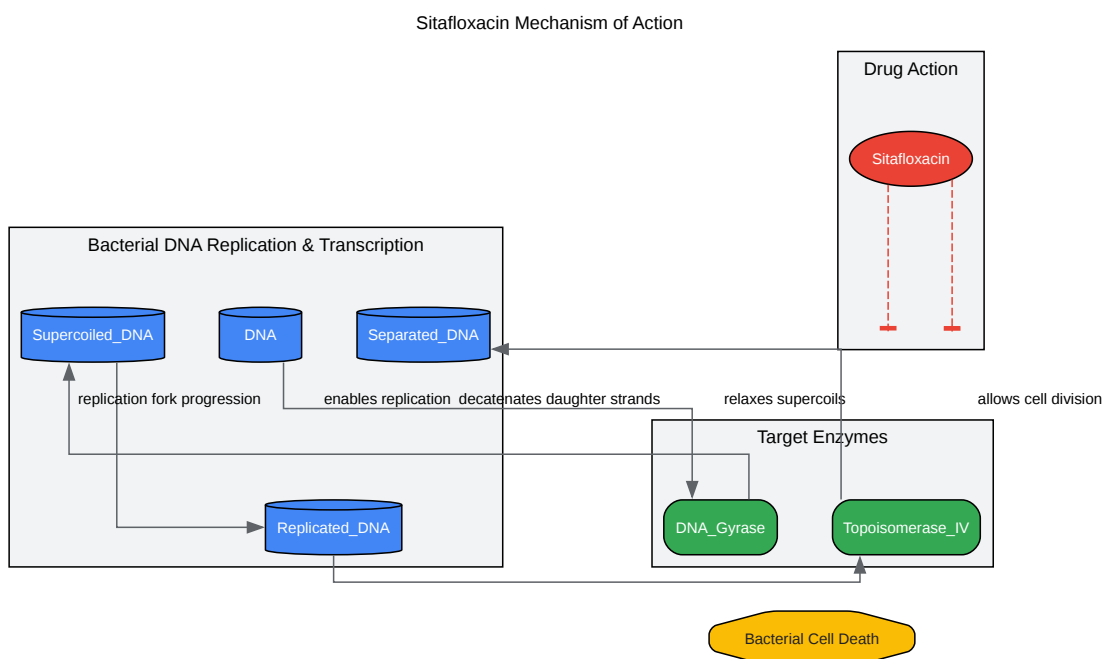 Sitafloxacin Mechanism of Action
Drug Action
Sitafloxacin
Bacterial DNA Replication & Transcription
Supercoiled_DNA
DNA
Separated_DNA
replication fork progression
enables replication
decatenates daughter strands
relaxes supercoils
allows cell division
Target Enzymes
Replicated_DNA
DNA_Gyrase
Topoisomerase_IV
Bacterial Cell Death